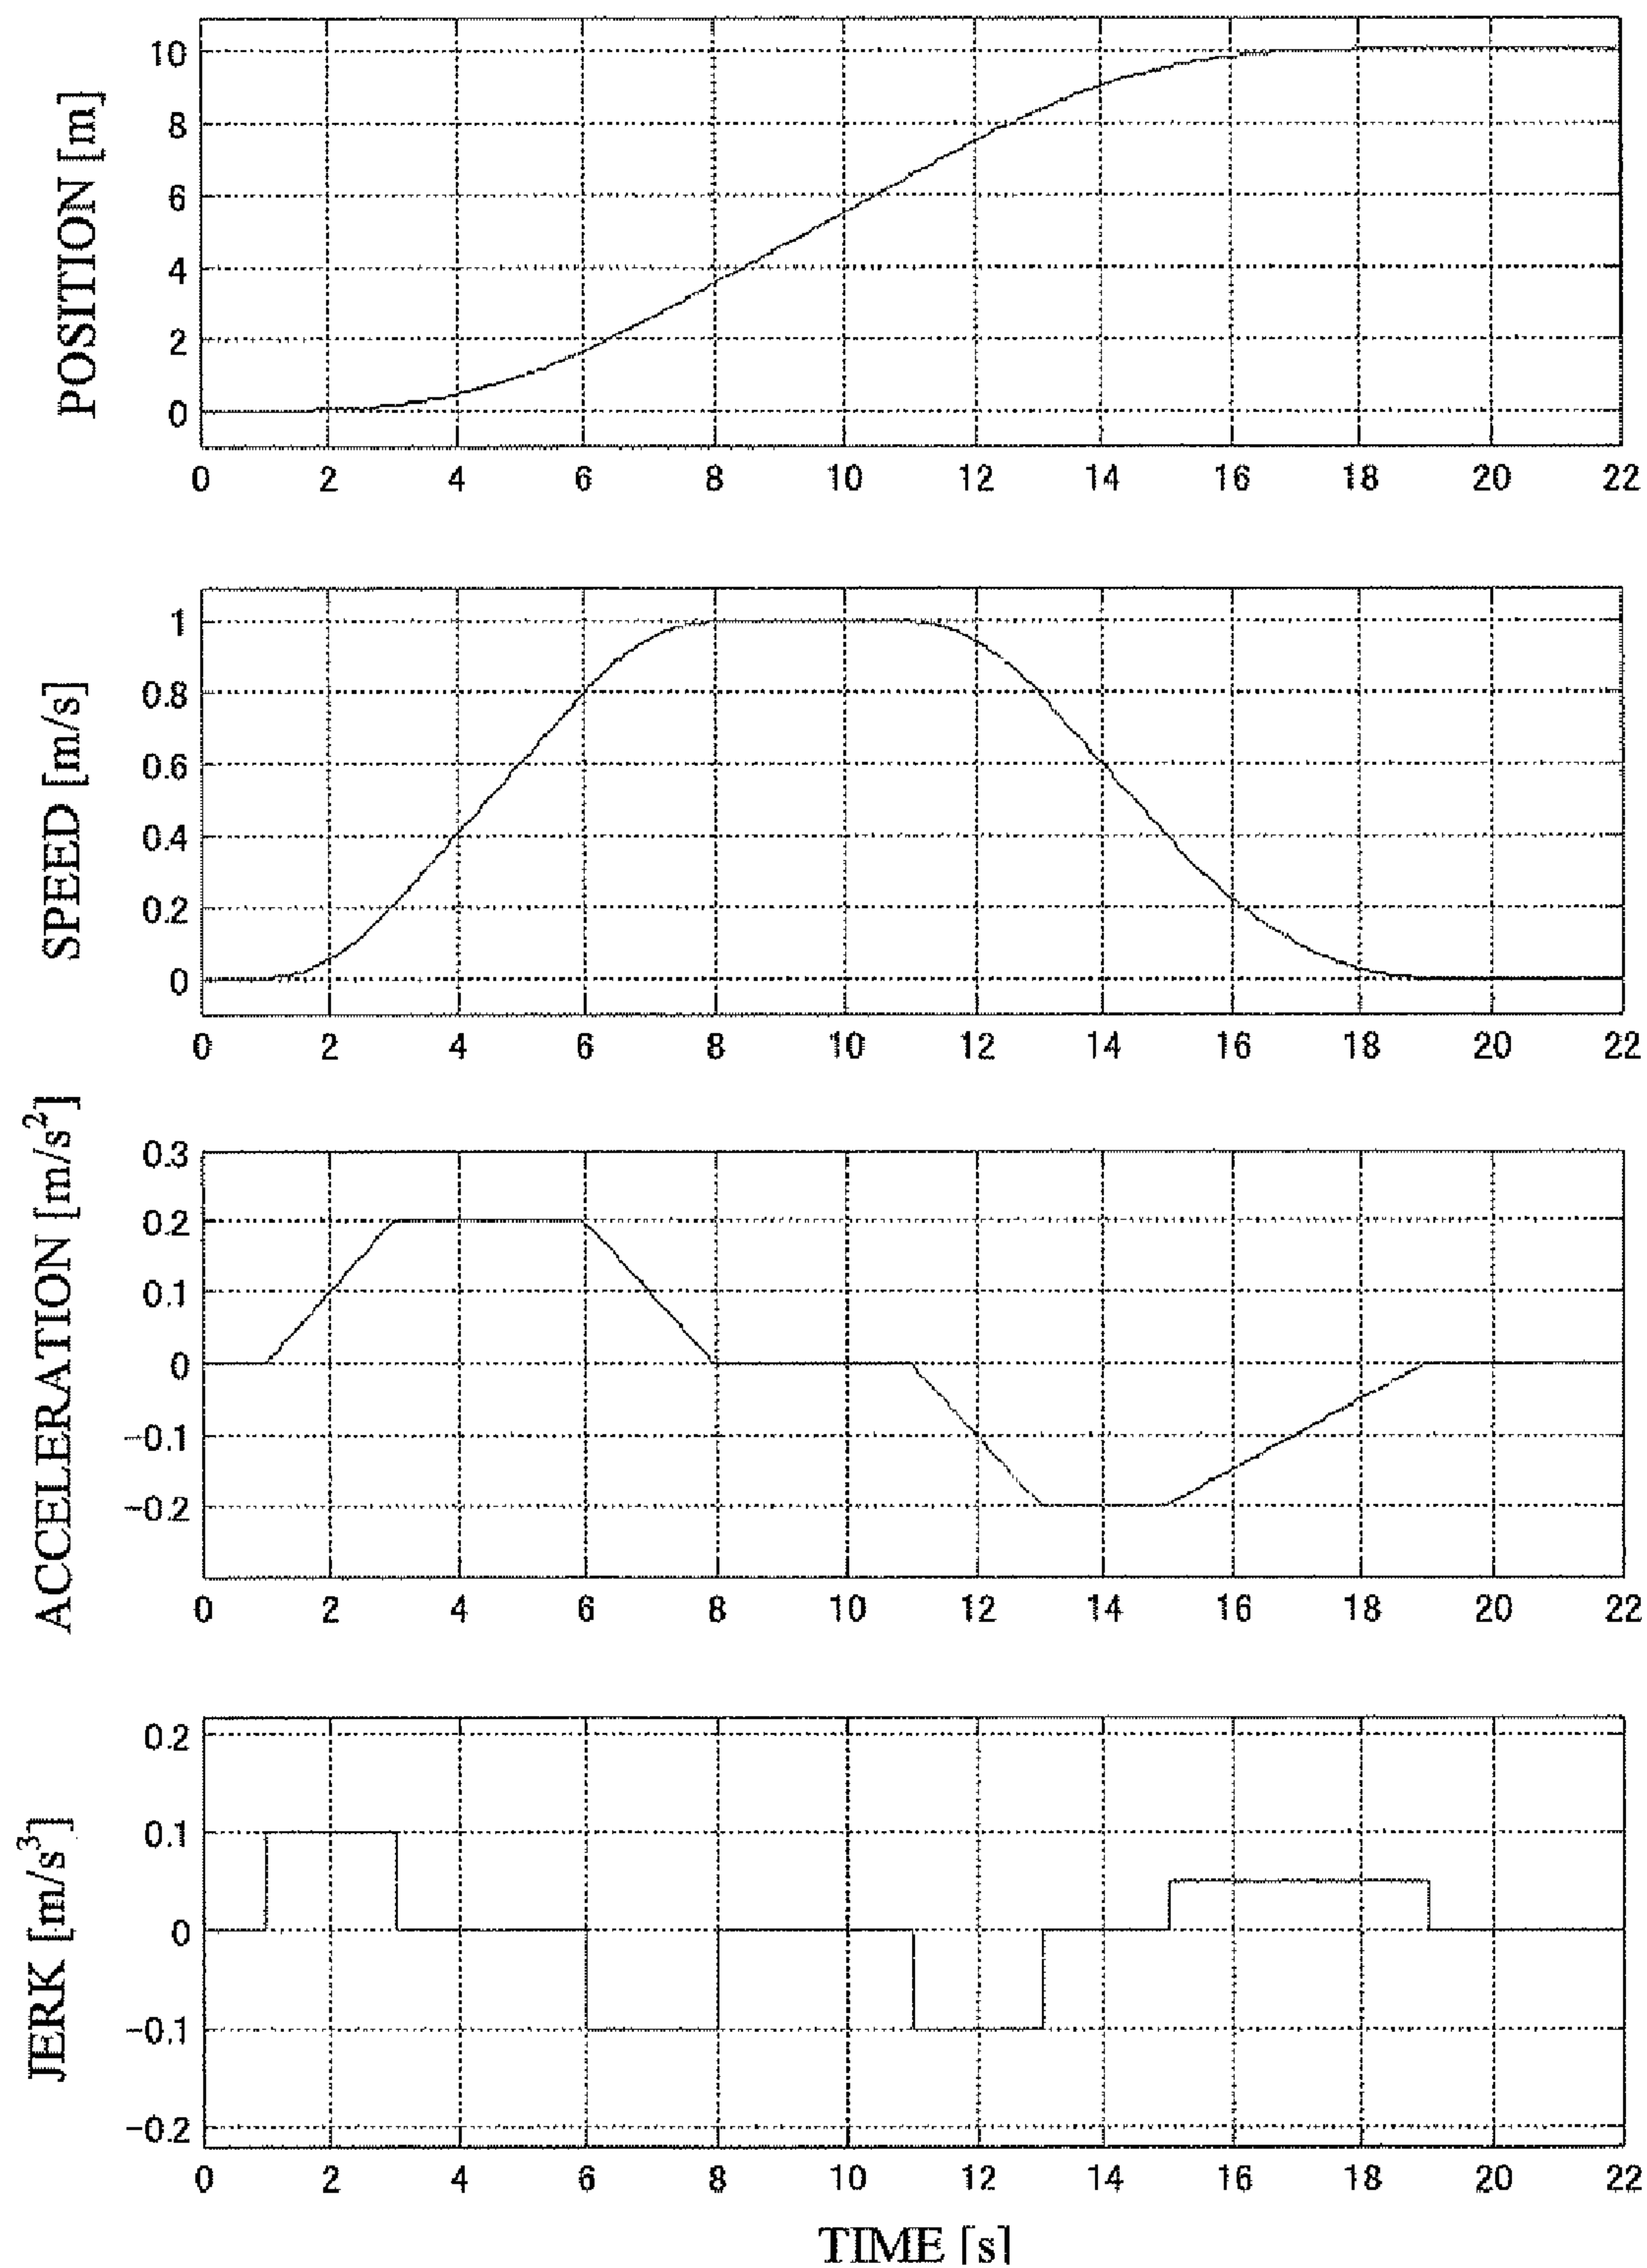 POSITION [m]
10
8
6
4
2
0
0 2 4 6 8 10 12 14 16 18 20 22
SPEED [m/s]
1
0.8
0.6
0.4
0.2
0
0 2 4 6 8 10 12 14 16 18 20 22
ACCELERATION [m/s²]
0.3
0.2
0.1
0
-0.1
-0.2
0 2 4 6 8 10 12 14 16 18 20 22
JERK [m/s³]
0.2
0.1
0
-0.1
-0.2
0 2 4 6 8 10 12 14 16 18 20 22
TIME [s]